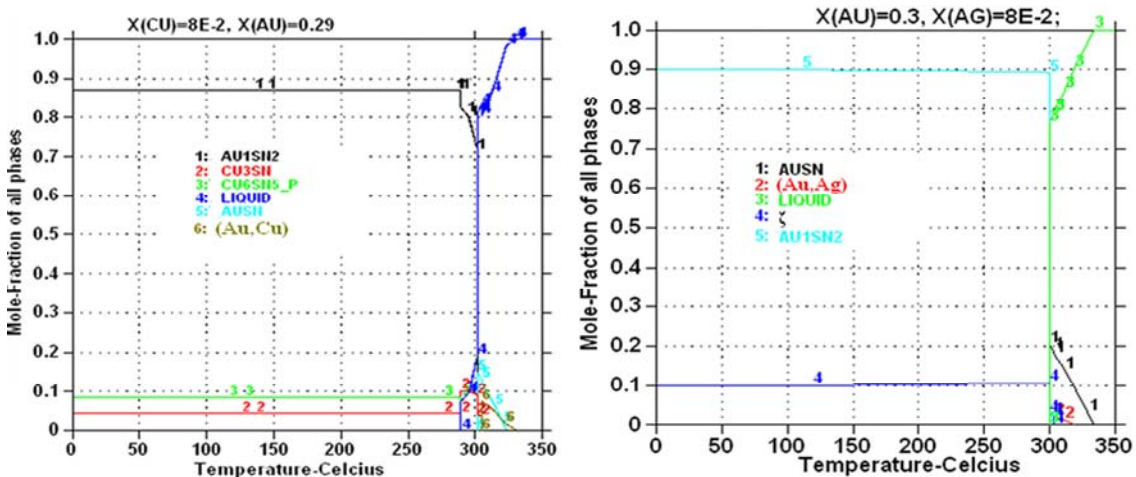 X(CU)=8E-2, X(AU)=0.29
Mole-Fraction of all phases
1.0
0.9
0.8
0.7
0.6
0.5
0.4
0.3
0.2
0.1
0
1: AU1SN2
2: CU3SN
3: CU6SN5_P
4: LIQUID
5: AUSN
6: (Au,Cu)
0 50 100 150 200 250 300 350
Temperature-Celcius
X(AU)=0.3, X(AG)=8E-2;
Mole-Fraction of all phases
1.0
0.9
0.8
0.7
0.6
0.5
0.4
0.3
0.2
0.1
0
1: AUSN
2: (Au,Ag)
3: LIQUID
4: ζ
5: AU1SN2
0 50 100 150 200 250 300 350
Temperature-Celcius